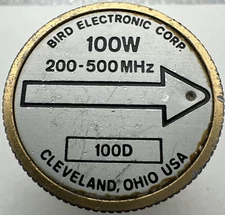 BIRD ELECTRONIC CORP.
100W
200-500MHz
100D
CLEVELAND, OHIO USA